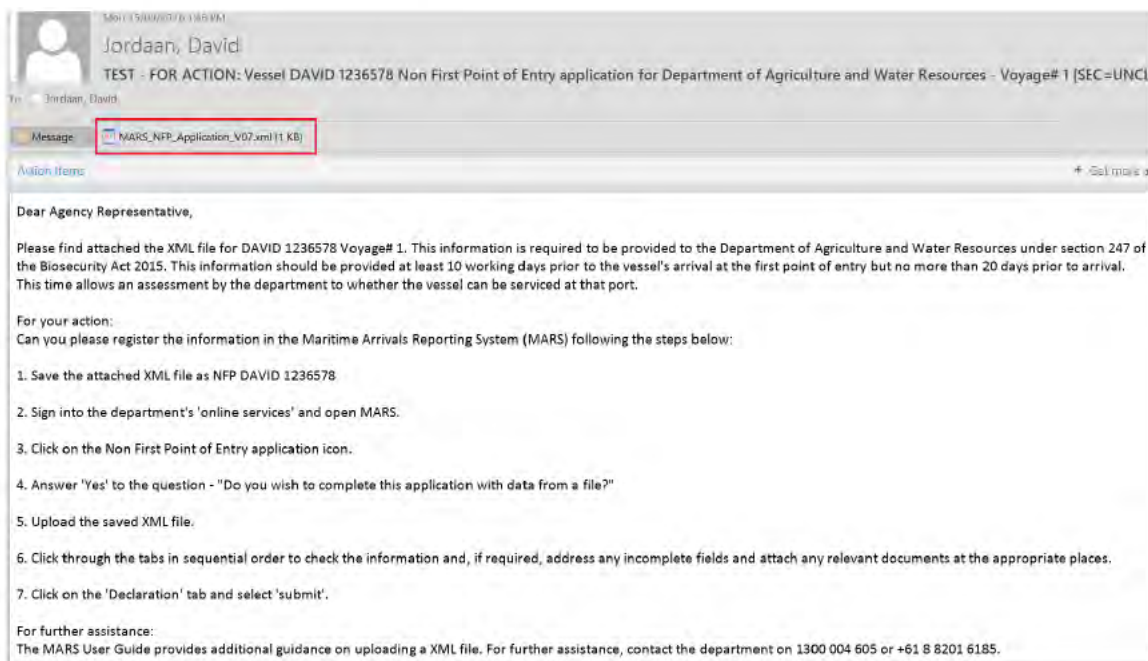 Jordaan, David
TEST - FOR ACTION: Vessel DAVID 1236578 Non First Point of Entry application for Department of Agriculture and Water Resources - Voyage# 1 [SEC=UNCL
To Jordaan, David
Message MARS_NFP_Application_V07.xml (1 KB)
Action Items + Get more a
Dear Agency Representative,
Please find attached the XML file for DAVID 1236578 Voyage# 1. This information is required to be provided to the Department of Agriculture and Water Resources under section 247 of
the Biosecurity Act 2015. This information should be provided at least 10 working days prior to the vessel's arrival at the first point of entry but no more than 20 days prior to arrival.
This time allows an assessment by the department to whether the vessel can be serviced at that port.
For your action:
Can you please register the information in the Maritime Arrivals Reporting System (MARS) following the steps below:
1. Save the attached XML file as NFP DAVID 1236578
2. Sign into the department's 'online services' and open MARS.
3. Click on the Non First Point of Entry application icon.
4. Answer 'Yes' to the question - "Do you wish to complete this application with data from a file?"
5. Upload the saved XML file.
6. Click through the tabs in sequential order to check the information and, if required, address any incomplete fields and attach any relevant documents at the appropriate places.
7. Click on the 'Declaration' tab and select 'submit'.
For further assistance:
The MARS User Guide provides additional guidance on uploading a XML file. For further assistance, contact the department on 1300 004 605 or +61 8 8201 6185.